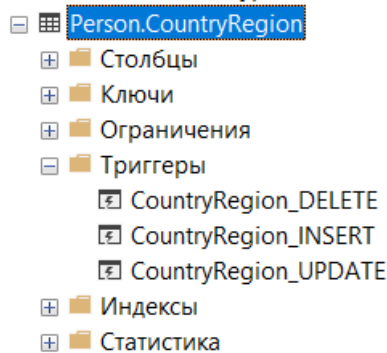 Person.CountryRegion
Столбцы
Ключи
Ограничения
Триггеры
CountryRegion_DELETE
CountryRegion_INSERT
CountryRegion_UPDATE
Индексы
Статистика